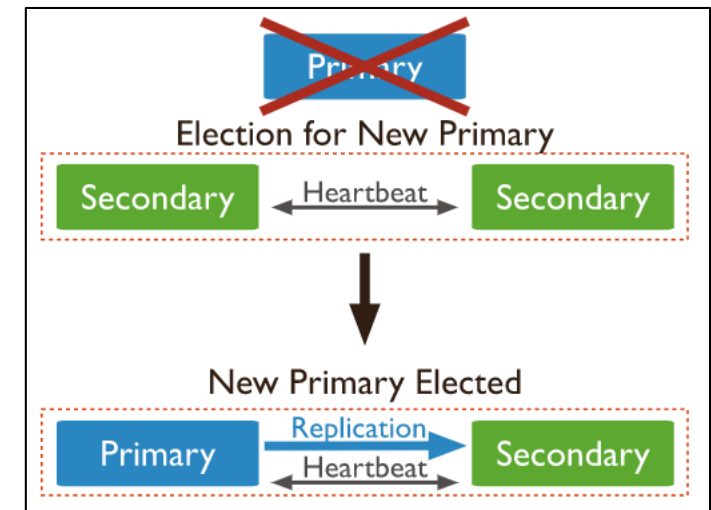 Primary
Election for New Primary
Secondary
Heartbeat
Secondary
New Primary Elected
Primary
Replication
Heartbeat
Secondary